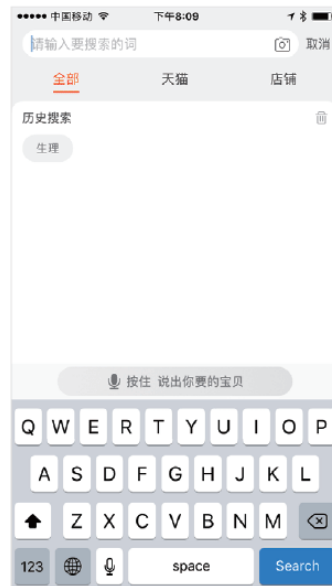 中国移动 下午8:09
请输入要搜索的词 取消
全部 天猫 店铺
历史搜索
生理
按住 说出你要的宝贝
Q W E R T Y U I O P
A S D F G H J K L
Z X C V B N M
123 space Search